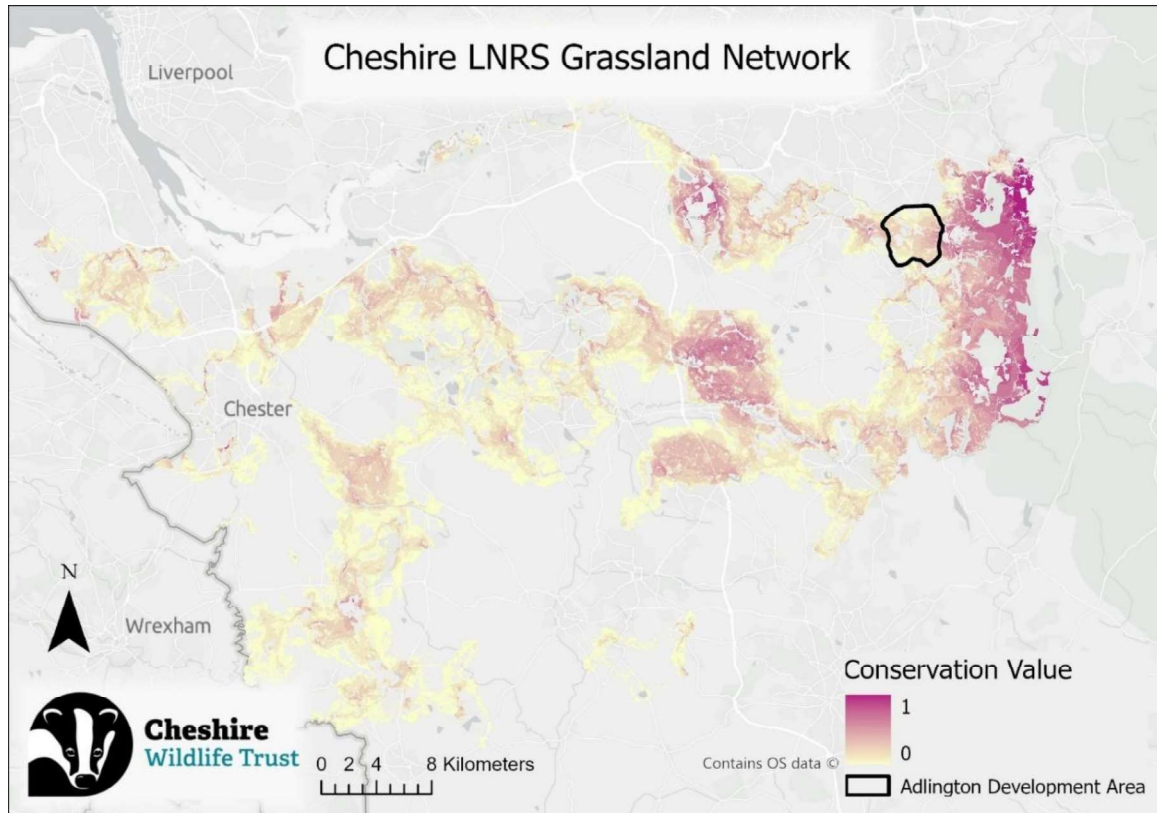 Cheshire LNRS Grassland Network
Liverpool
Chester
Wrexham
N
Cheshire
Wildlife Trust
0 2 4 8 Kilometers
Contains OS data ©
Conservation Value
1
0
Adlington Development Area